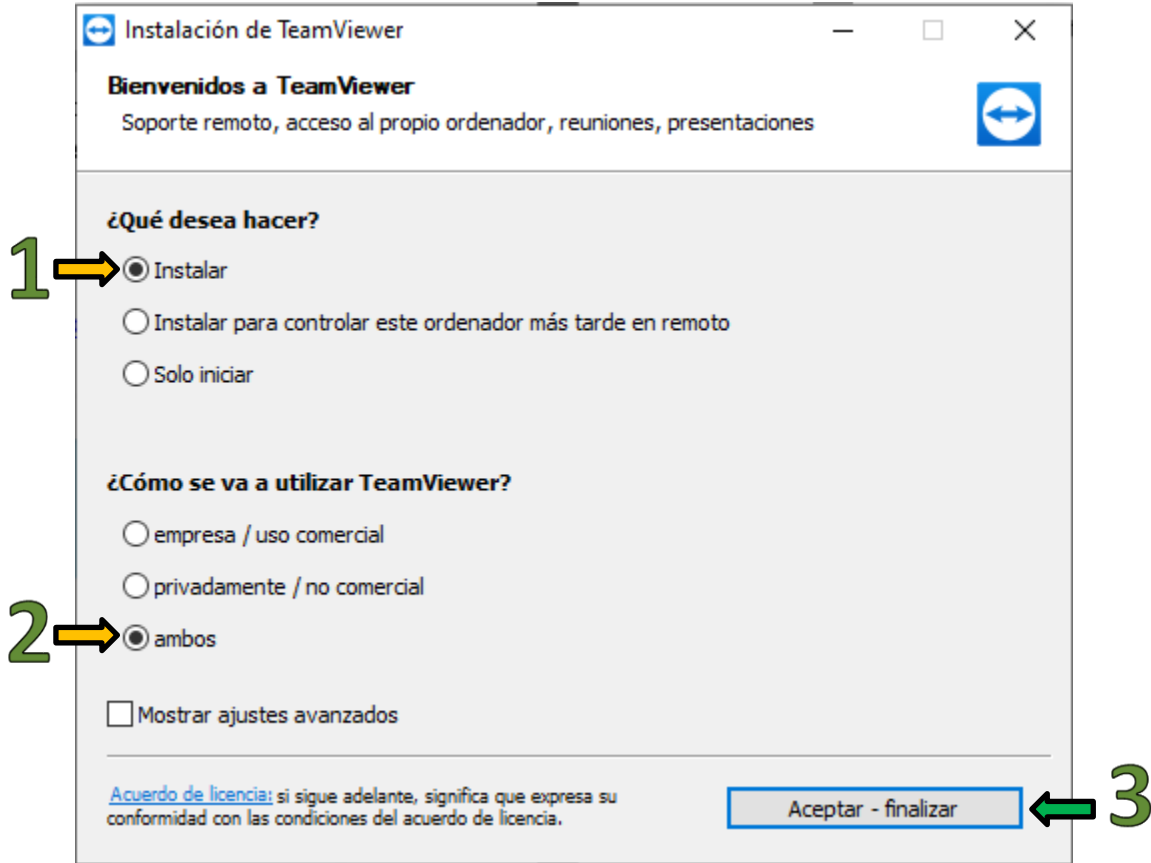 Instalación de TeamViewer
Bienvenidos a TeamViewer
Soporte remoto, acceso al propio ordenador, reuniones, presentaciones
¿Qué desea hacer?
1
Instalar
Instalar para controlar este ordenador más tarde en remoto
Solo iniciar
¿Cómo se va a utilizar TeamViewer?
empresa / uso comercial
privadamente / no comercial
2
ambos
Mostrar ajustes avanzados
Acuerdo de licencia: si sigue adelante, significa que expresa su
conformidad con las condiciones del acuerdo de licencia.
Aceptar - finalizar
3